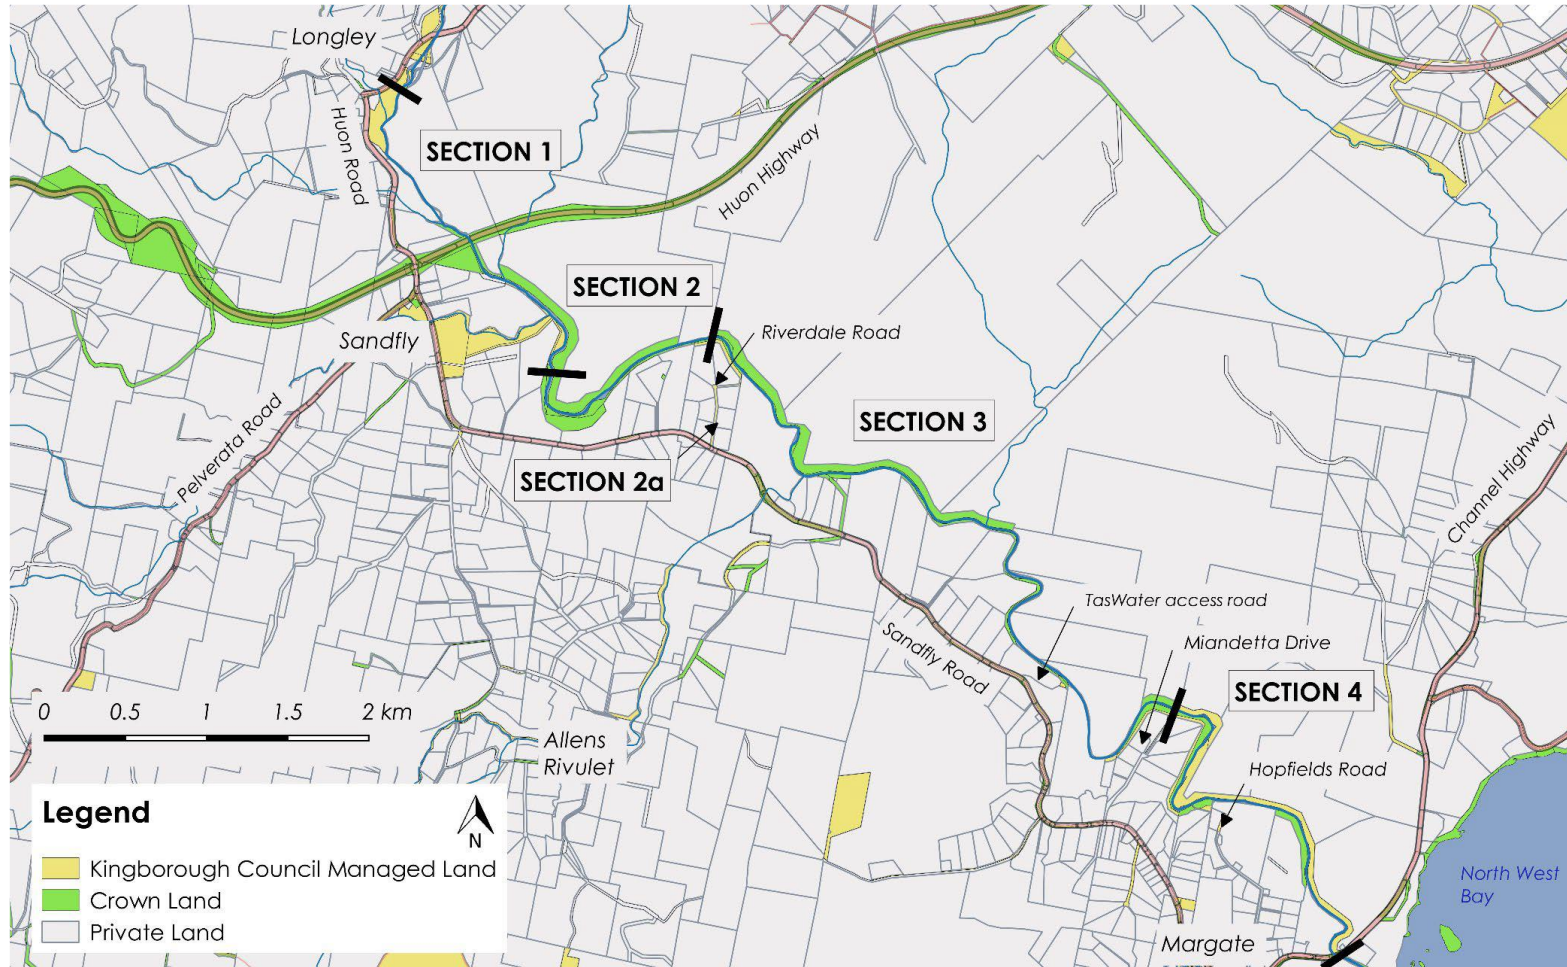 Longley
SECTION 1
Huon Road
Huon Highway
SECTION 2
Riverdale Road
Sandfly
SECTION 3
Pelverata Road
SECTION 2a
Channel Highway
TasWater access road
Sandfly Road
Miandetta Drive
SECTION 4
0 0.5 1 1.5 2 km
Allens
Rivulet
Hopfields Road
Legend
N
Kingborough Council Managed Land
Crown Land
Private Land
North West
Bay
Margate